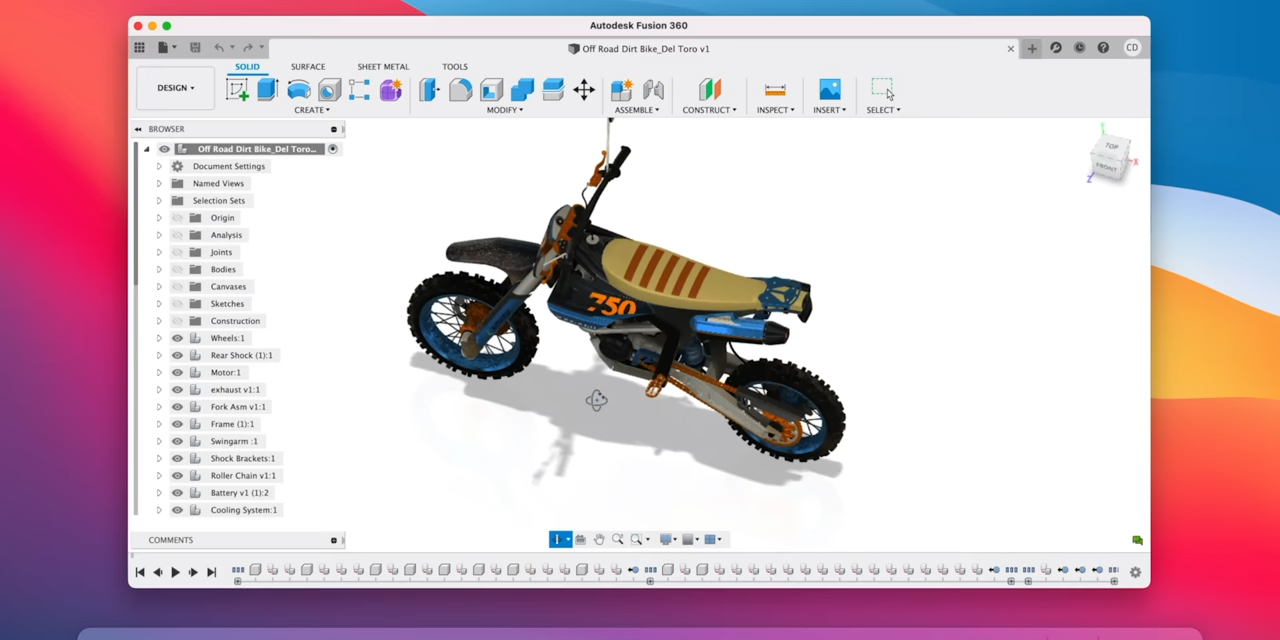 Autodesk Fusion 360
Off Road Dirt Bike_Del Toro v1
CD
DESIGN
SOLID
SURFACE
SHEET METAL
TOOLS
CREATE
MODIFY
ASSEMBLE
CONSTRUCT
INSPECT
INSERT
SELECT
BROWSER
Off Road Dirt Bike_Del Toro...
Document Settings
Named Views
Selection Sets
Origin
Analysis
Joints
Bodies
Canvases
Sketches
Construction
Wheels:1
Rear Shock (1):1
Motor:1
exhaust v1:1
Fork Asm v1:1
Frame (1):1
Swingarm :1
Shock Brackets:1
Roller Chain v1:1
Battery v1 (1):2
Cooling System:1
750
TOP
FRONT
X
Z
COMMENTS